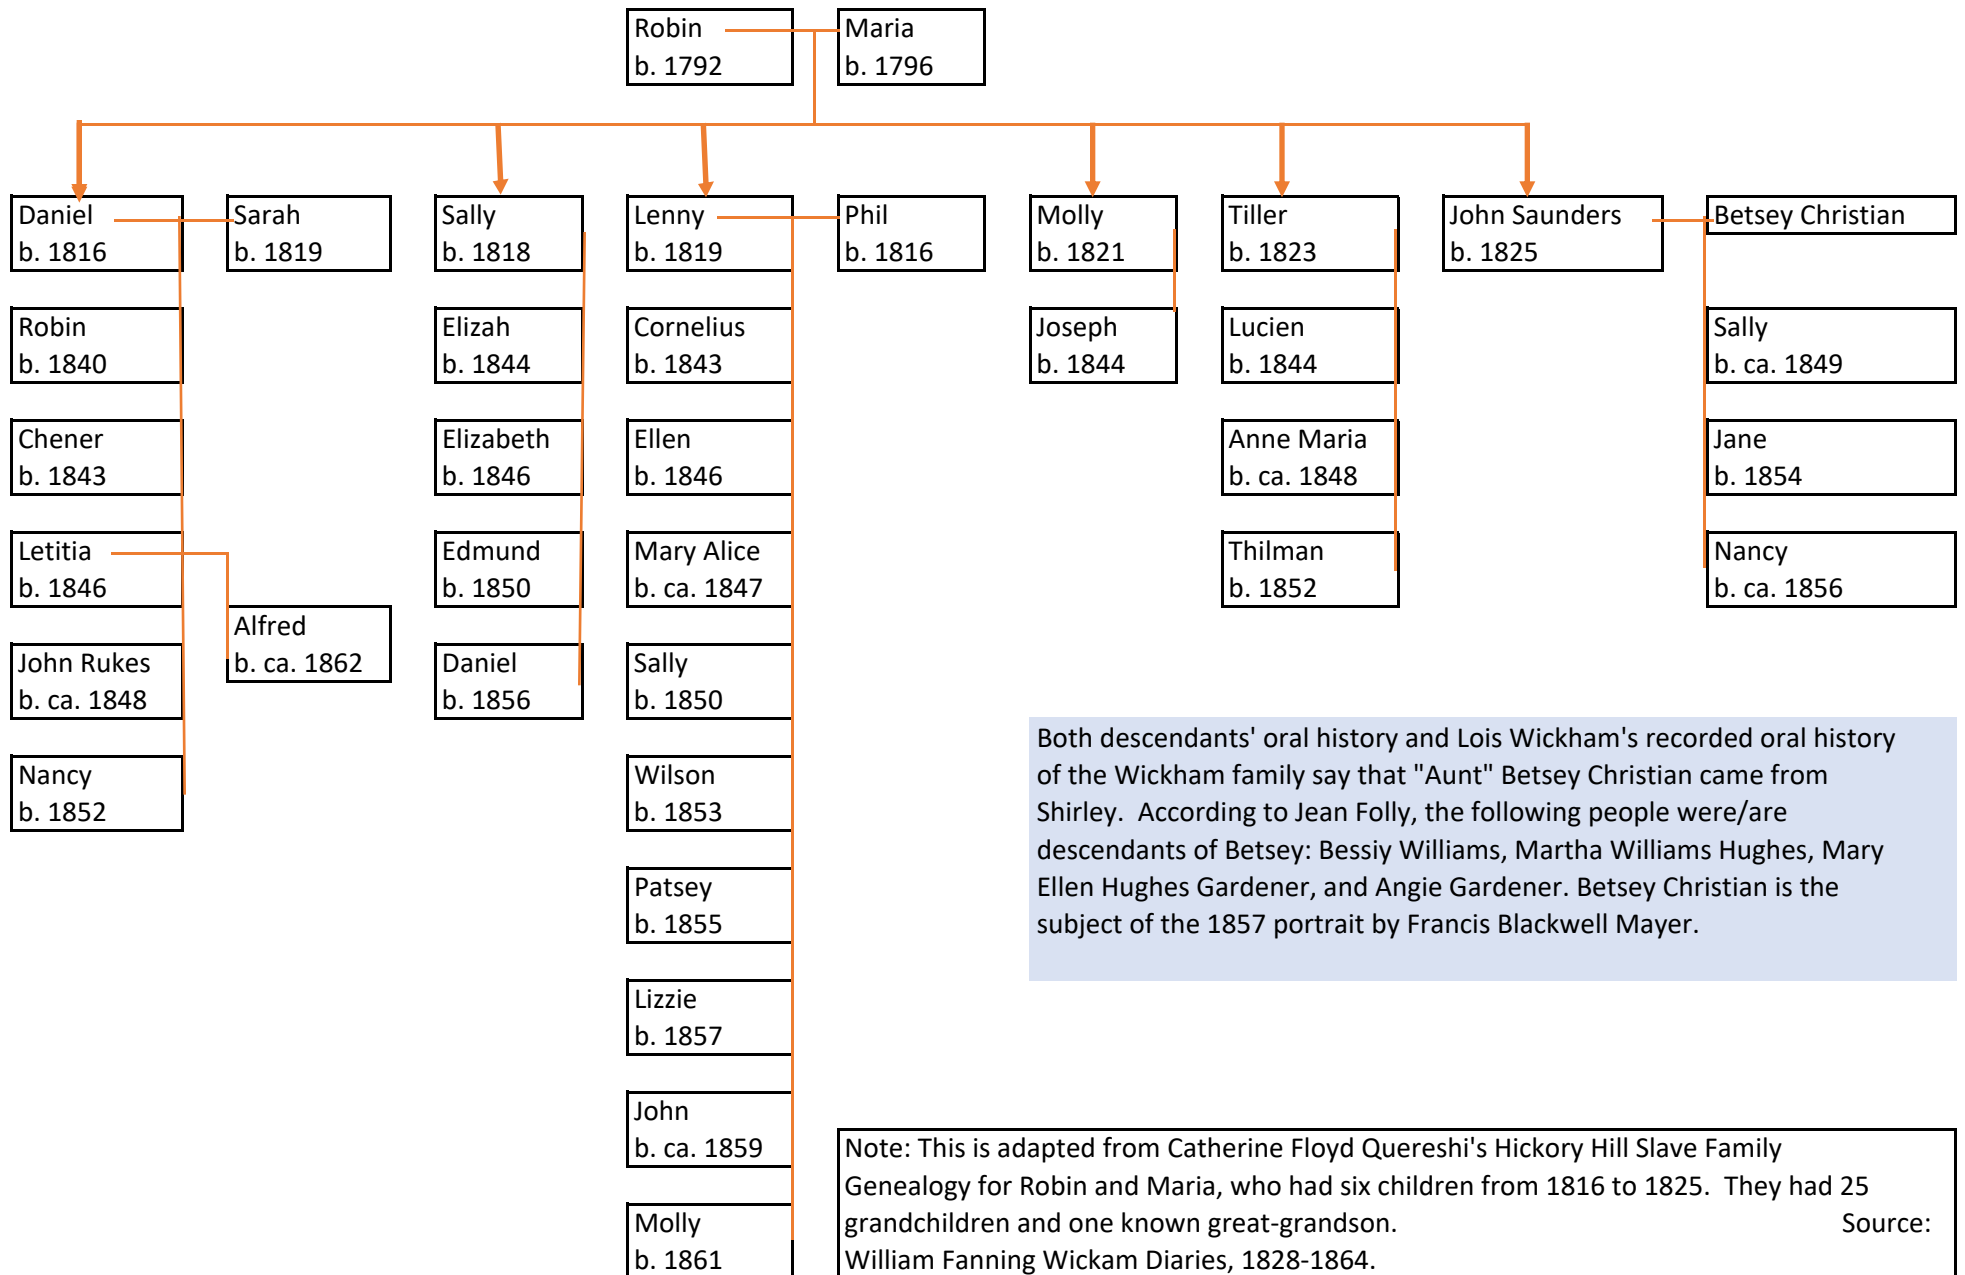 Robin
b. 1792
Maria
b. 1796
Daniel
b. 1816
Sarah
b. 1819
Sally
b. 1818
Lenny
b. 1819
Phil
b. 1816
Molly
b. 1821
Tiller
b. 1823
John Saunders
b. 1825
Betsey Christian
Robin
b. 1840
Elizah
b. 1844
Cornelius
b. 1843
Joseph
b. 1844
Lucien
b. 1844
Sally
b. ca. 1849
Chener
b. 1843
Elizabeth
b. 1846
Ellen
b. 1846
Anne Maria
b. ca. 1848
Jane
b. 1854
Letitia
b. 1846
Edmund
b. 1850
Mary Alice
b. ca. 1847
Thilman
b. 1852
Nancy
b. ca. 1856
Alfred
b. ca. 1862
John Rukes
b. ca. 1848
Daniel
b. 1856
Sally
b. 1850
Nancy
b. 1852
Wilson
b. 1853
Patsey
b. 1855
Lizzie
b. 1857
John
b. ca. 1859
Molly
b. 1861
Both descendants' oral history and Lois Wickham's recorded oral history
of the Wickham family say that "Aunt" Betsey Christian came from
Shirley.  According to Jean Folly, the following people were/are
descendants of Betsey: Bessiy Williams, Martha Williams Hughes, Mary
Ellen Hughes Gardener, and Angie Gardener. Betsey Christian is the
subject of the 1857 portrait by Francis Blackwell Mayer.
Note: This is adapted from Catherine Floyd Quereshi's Hickory Hill Slave Family
Genealogy for Robin and Maria, who had six children from 1816 to 1825.  They had 25
grandchildren and one known great-grandson. Source:
William Fanning Wickam Diaries, 1828-1864.